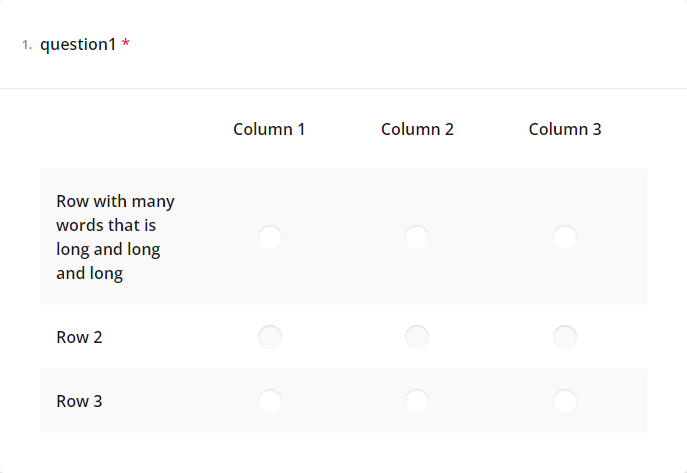 1. question1 *
Column 1 Column 2 Column 3
Row with many
words that is
long and long
and long
Row 2
Row 3